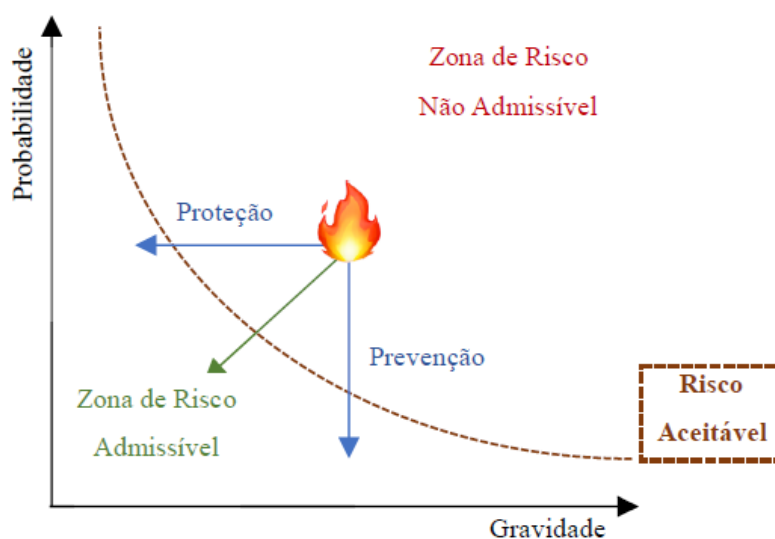 Probabilidade
Zona de Risco
Não Admissível
Proteção
Prevenção
Zona de Risco
Admissível
Risco
Aceitável
Gravidade